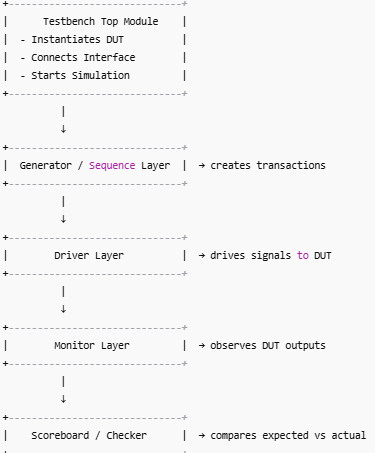 +------------------------------+
|      Testbench Top Module    |
|  - Instantiates DUT          |
|  - Connects Interface        |
|  - Starts Simulation         |
+------------------------------+
          |
          ↓
+------------------------------+
|  Generator / Sequence Layer  |  → creates transactions
+------------------------------+
          |
          ↓
+------------------------------+
|        Driver Layer          |  → drives signals to DUT
+------------------------------+
          |
          ↓
+------------------------------+
|        Monitor Layer         |  → observes DUT outputs
+------------------------------+
          |
          ↓
+------------------------------+
|    Scoreboard / Checker      |  → compares expected vs actual
+------------------------------+